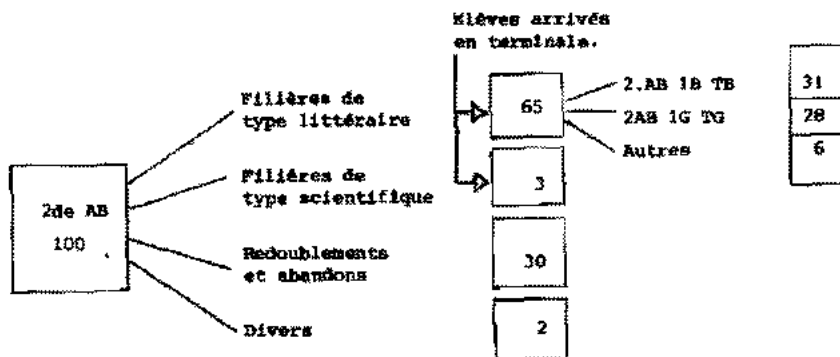 Elèves arrivés
en terminale.
Filières de
type littéraire
65
2.AB 1B TB
2AB 1G TG
Autres
31
28
6
2de AB
100
Filières de
type scientifique
3
Redoublements
et abandons
30
Divers
2